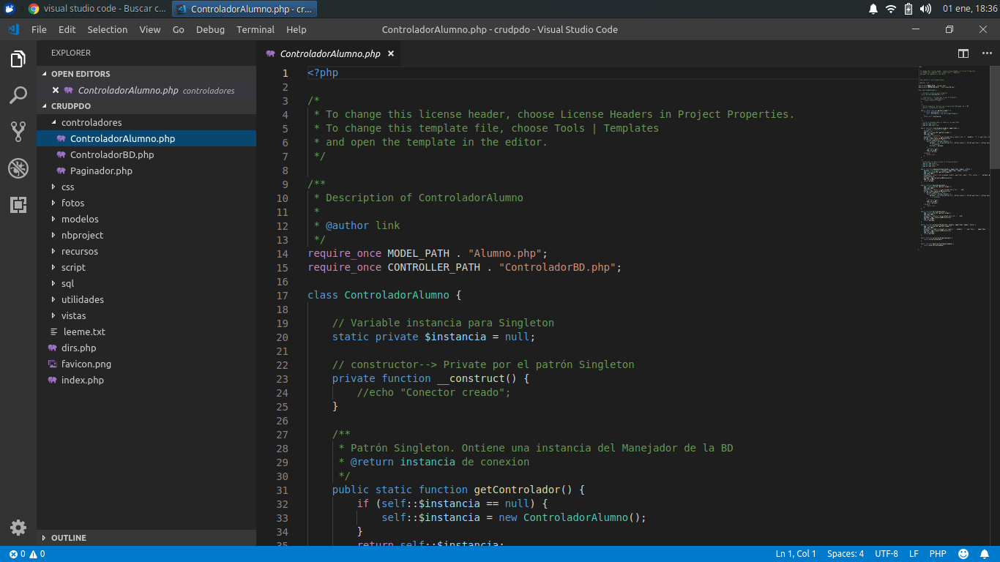 visual studio code - Buscar c...
ControladorAlumno.php - cr...
01 ene, 18:36
File Edit Selection View Go Debug Terminal Help
ControladorAlumno.php - crudpdo - Visual Studio Code
EXPLORER
OPEN EDITORS
ControladorAlumno.php controladores
CRUDPDO
controladores
ControladorAlumno.php
ControladorBD.php
Paginador.php
css
fotos
modelos
nbproject
recursos
script
sql
utilidades
vistas
leeme.txt
dirs.php
favicon.png
index.php
OUTLINE
ControladorAlumno.php
1 <?php
2
3 /*
4 * To change this license header, choose License Headers in Project Properties.
5 * To change this template file, choose Tools | Templates
6 * and open the template in the editor.
7 */
8
9 /**
10 * Description of ControladorAlumno
11 *
12 * @author link
13 */
14 require_once MODEL_PATH . "Alumno.php";
15 require_once CONTROLLER_PATH . "ControladorBD.php";
16
17 class ControladorAlumno {
18
19 // Variable instancia para Singleton
20 static private $instancia = null;
21
22 // constructor--> Private por el patrón Singleton
23 private function __construct() {
24 //echo "Conector creado";
25 }
26
27 /**
28 * Patrón Singleton. Ontiene una instancia del Manejador de la BD
29 * @return instancia de conexion
30 */
31 public static function getControlador() {
32 if (self::$instancia == null) {
33 self::$instancia = new ControladorAlumno();
34 }
35 return self::$instancia;
0 0
Ln 1, Col 1 Spaces: 4 UTF-8 LF PHP